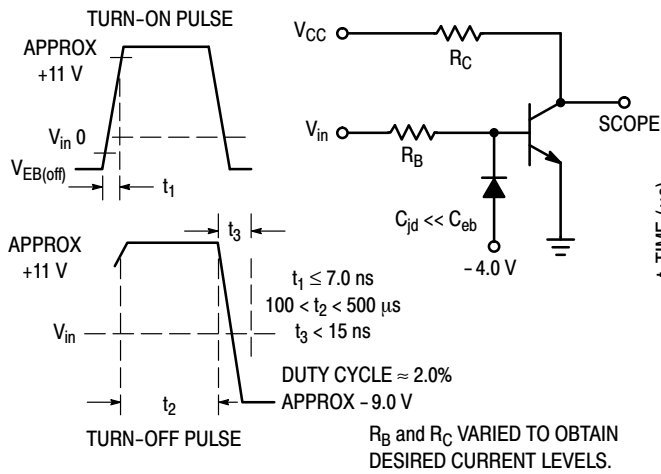 TURN-ON PULSE
APPROX
+11 V
V_in 0
V_EB(off)
t_1
V_CC
R_C
V_in
R_B
SCOPE
C_jd << C_eb
-4.0 V
t_3
APPROX
+11 V
t_1 ≤ 7.0 ns
100 < t_2 < 500 μs
t_3 < 15 ns
V_in
DUTY CYCLE ≈ 2.0%
t_2
APPROX -9.0 V
TURN-OFF PULSE
R_B and R_C VARIED TO OBTAIN
DESIRED CURRENT LEVELS.